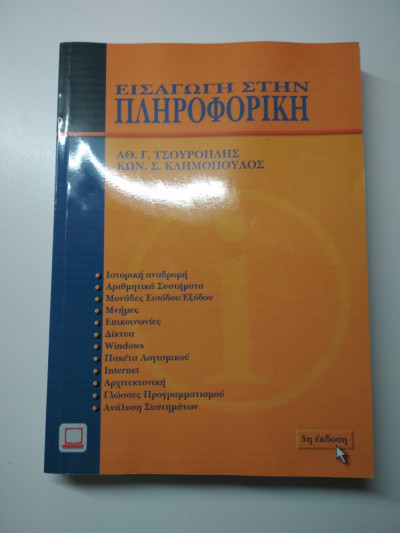 ΕΙΣΑΓΩΓΗ ΣΤΗΝ
ΠΛΗΡΟΦΟΡΙΚΗ
ΑΘ. Γ. ΤΣΟΥΡΟΠΛΗΣ
ΚΩΝ. Σ. ΚΛΗΜΟΠΟΥΛΟΣ
• Ιστορική αναδρομή
• Αριθμητικά Συστήματα
• Μονάδες Εισόδου/Εξόδου
• Μνήμες
• Επικοινωνίες
• Δίκτυα
• Windows
• Πακέτα Λογισμικού
• Internet
• Αρχιτεκτονική
• Γλώσσες Προγραμματισμού
• Ανάλυση Συστημάτων
5η έκδοση